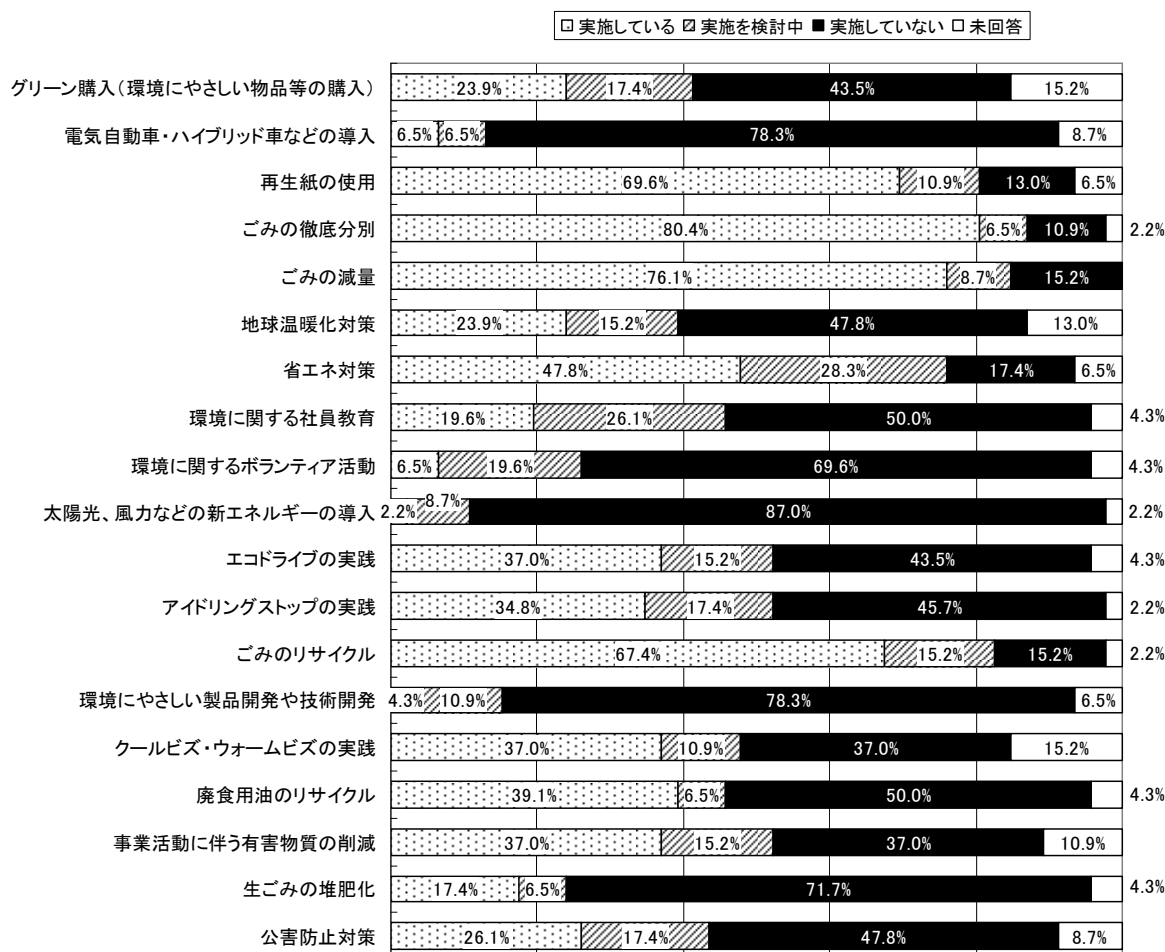 実施している 実施を検討中 実施していない 未回答
グリーン購入(環境にやさしい物品等の購入) 23.9% 17.4% 43.5% 15.2%
電気自動車・ハイブリッド車などの導入 6.5% 6.5% 78.3% 8.7%
再生紙の使用 69.6% 10.9% 13.0% 6.5%
ごみの徹底分別 80.4% 6.5% 10.9% 2.2%
ごみの減量 76.1% 8.7% 15.2%
地球温暖化対策 23.9% 15.2% 47.8% 13.0%
省エネ対策 47.8% 28.3% 17.4% 6.5%
環境に関する社員教育 19.6% 26.1% 50.0% 4.3%
環境に関するボランティア活動 6.5% 19.6% 69.6% 4.3%
太陽光、風力などの新エネルギーの導入 2.2% 8.7% 87.0% 2.2%
エコドライブの実践 37.0% 15.2% 43.5% 4.3%
アイドリングストップの実践 34.8% 17.4% 45.7% 2.2%
ごみのリサイクル 67.4% 15.2% 15.2% 2.2%
環境にやさしい製品開発や技術開発 4.3% 10.9% 78.3% 6.5%
クールビズ・ウォームビズの実践 37.0% 10.9% 37.0% 15.2%
廃食用油のリサイクル 39.1% 6.5% 50.0% 4.3%
事業活動に伴う有害物質の削減 37.0% 15.2% 37.0% 10.9%
生ごみの堆肥化 17.4% 6.5% 71.7% 4.3%
公害防止対策 26.1% 17.4% 47.8% 8.7%